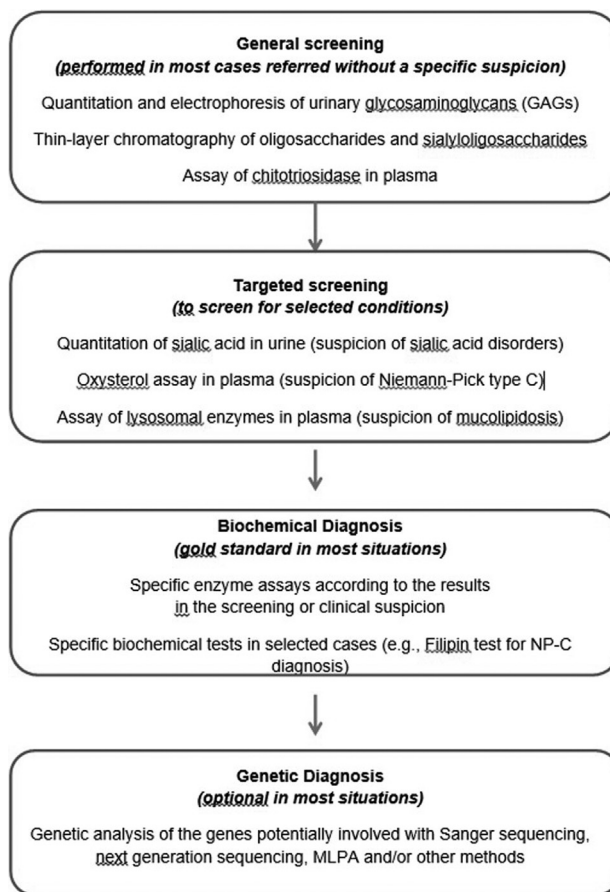 General screening
(performed in most cases referred without a specific suspicion)
Quantitation and electrophoresis of urinary glycosaminoglycans (GAGs)
Thin-layer chromatography of oligosaccharides and sialyloligosaccharides
Assay of chitotriosidase in plasma
Targeted screening
(to screen for selected conditions)
Quantitation of sialic acid in urine (suspicion of sialic acid disorders)
Oxysterol assay in plasma (suspicion of Niemann-Pick type C)
Assay of lysosomal enzymes in plasma (suspicion of mucolipidosis)
Biochemical Diagnosis
(gold standard in most situations)
Specific enzyme assays according to the results
in the screening or clinical suspicion
Specific biochemical tests in selected cases (e.g., Filipin test for NP-C
diagnosis)
Genetic Diagnosis
(optional in most situations)
Genetic analysis of the genes potentially involved with Sanger sequencing,
next generation sequencing, MLPA and/or other methods